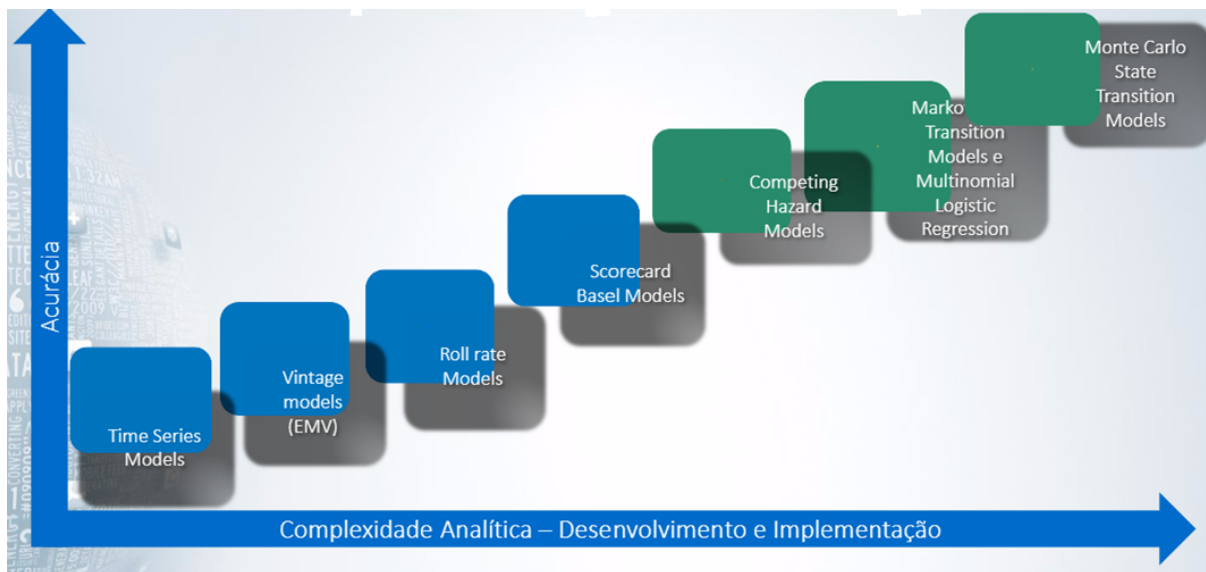 Acurácia
Time Series
Models
Vintage
models
(EMV)
Roll rate
Models
Scorecard
Basel Models
Competing
Hazard
Models
Marko
Transition
Models e
Multinomial
Logistic
Regression
Monte Carlo
State
Transition
Models
Complexidade Analítica – Desenvolvimento e Implementação